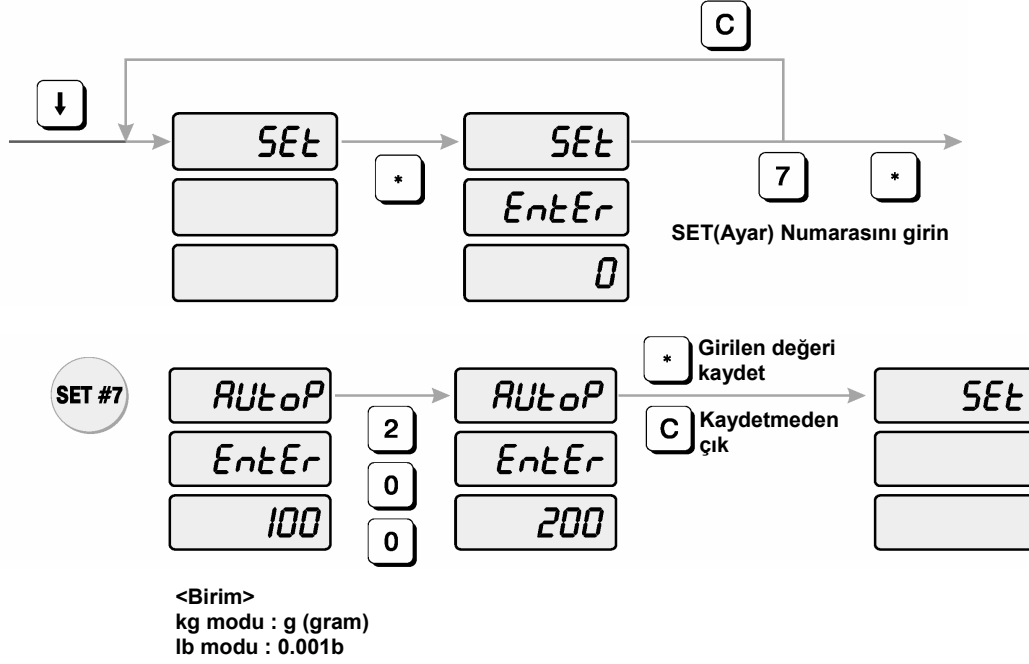 C
↓
SEt
*
SEt
EntEr
0
7
*
SET(Ayar) Numarasını girin
SET #7
AUtoP
EntEr
100
2
0
0
AUtoP
EntEr
200
* Girilen değeri
kaydet
C Kaydetmeden
çık
SEt
<Birim>
kg modu : g (gram)
lb modu : 0.001b